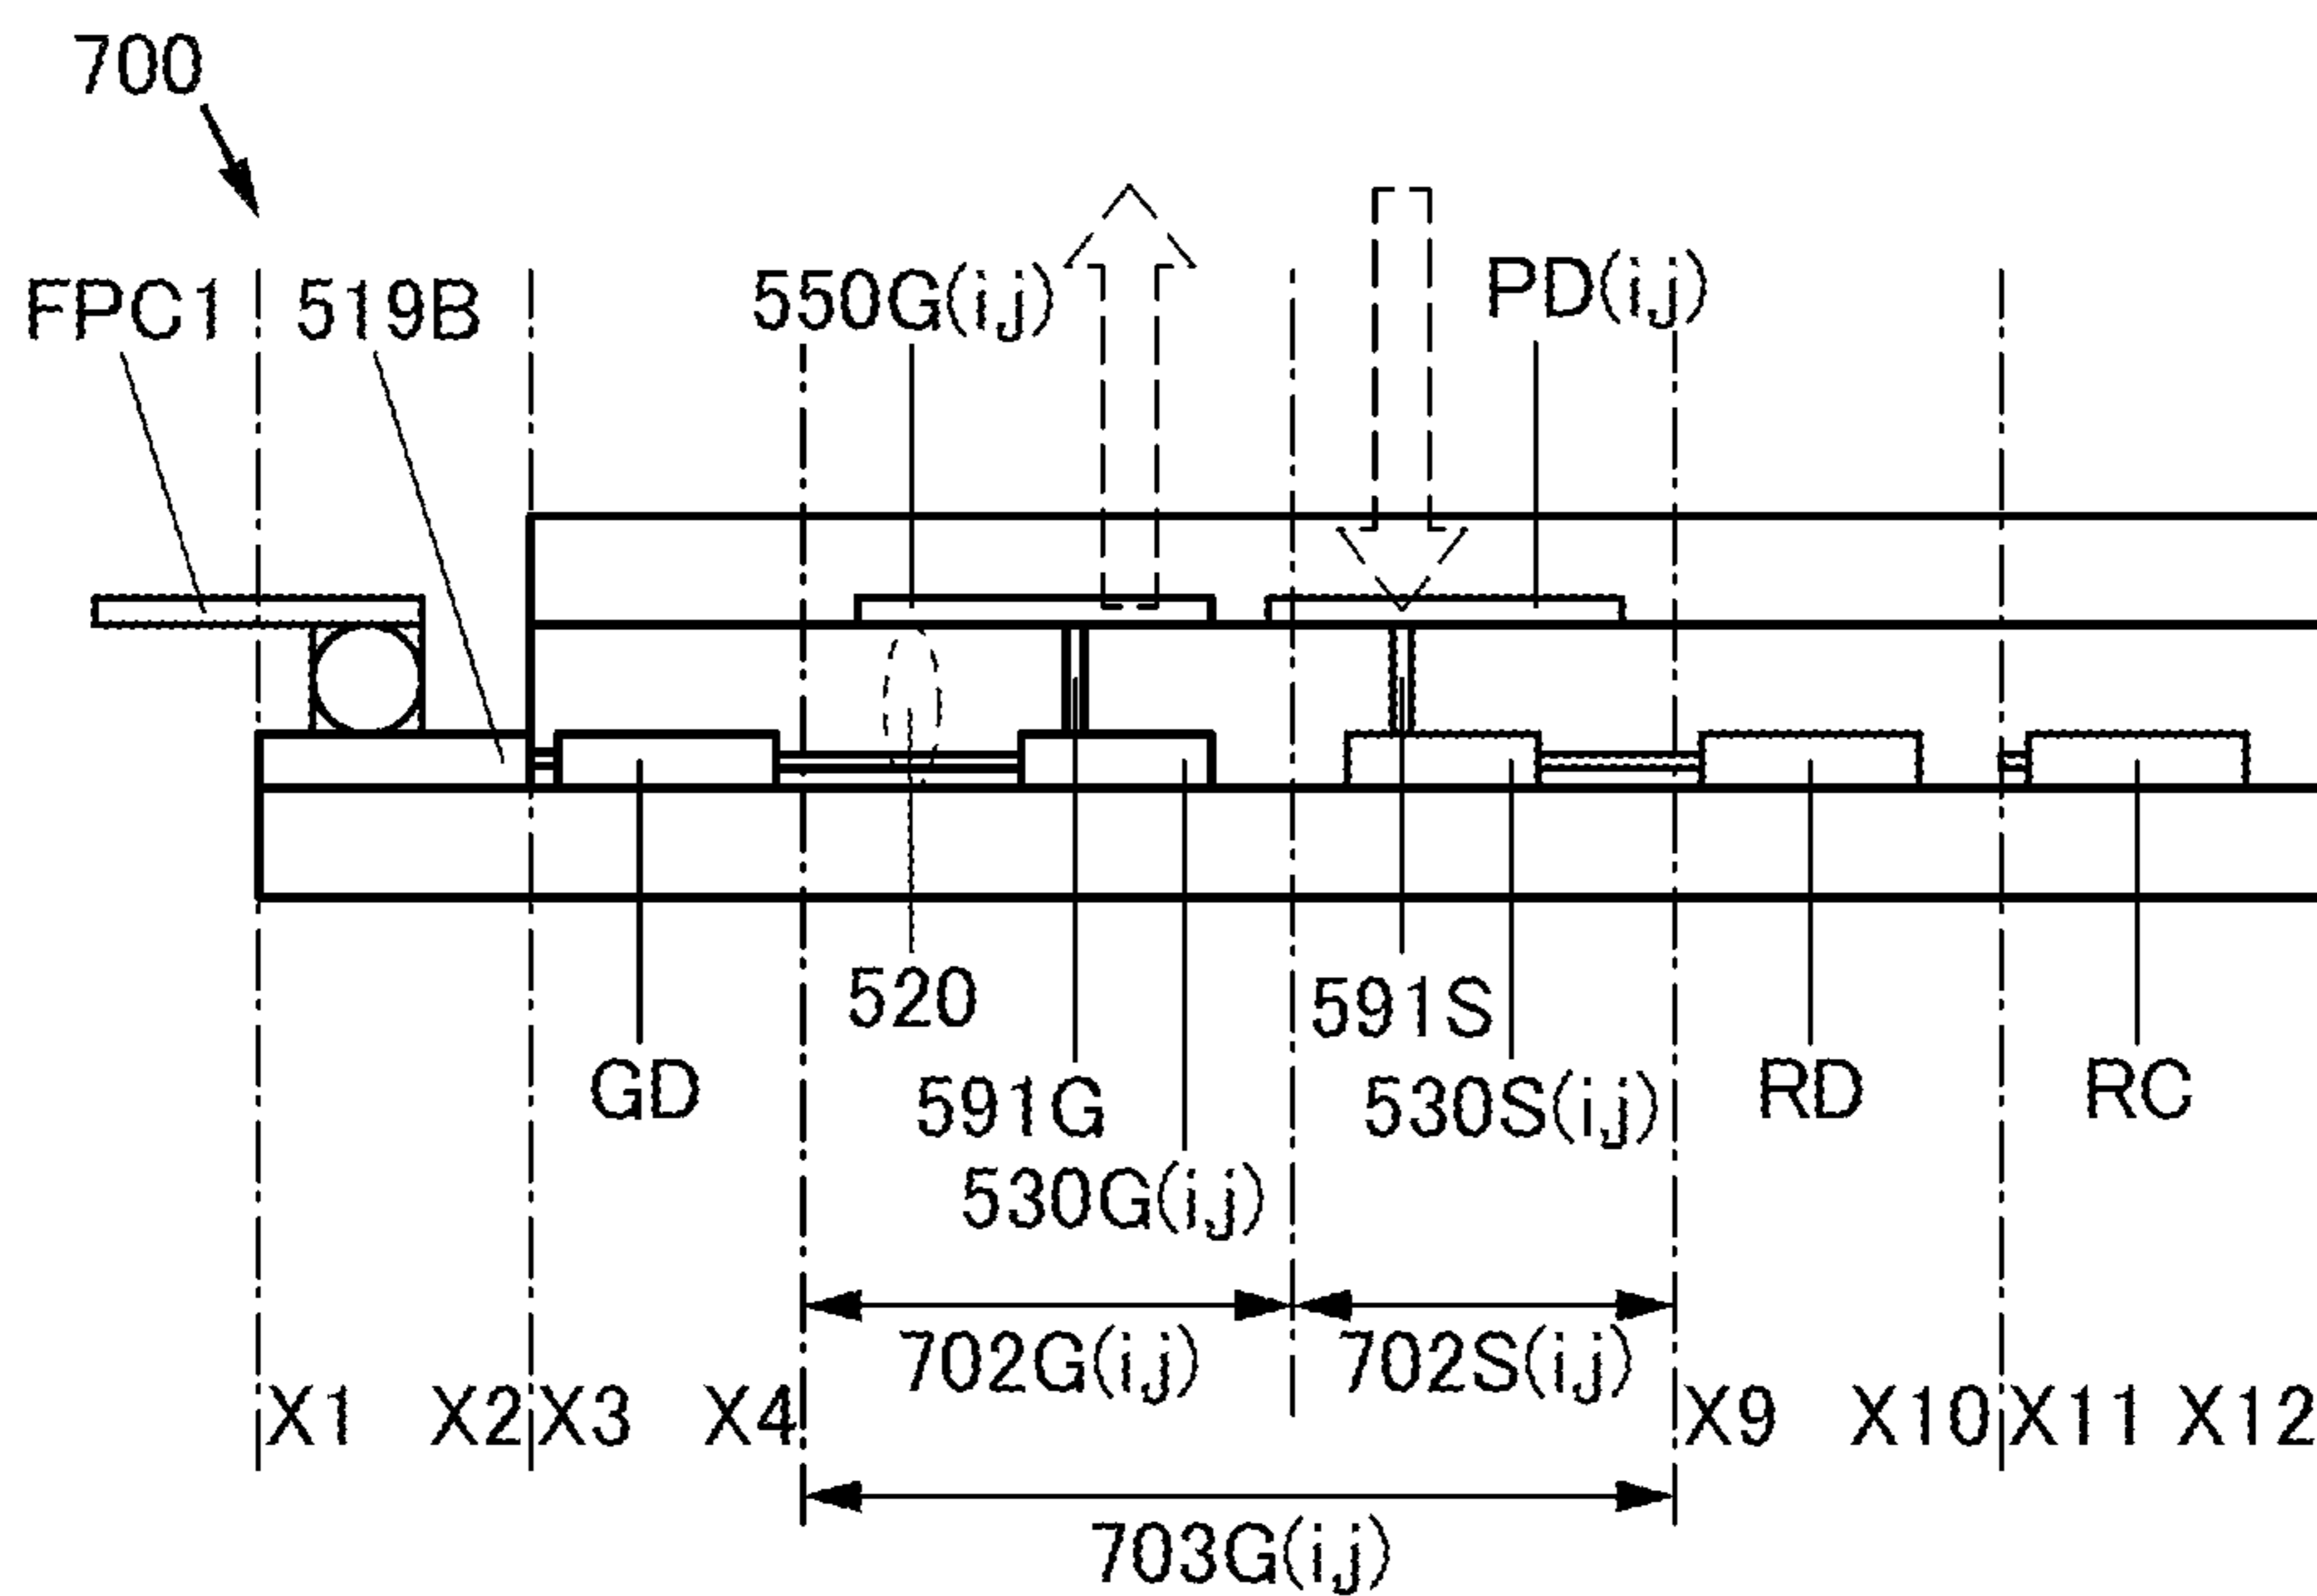 700
FPC1 519B 550G(i,j) PD(i,j)
520 591S
GD 591G 530S(i,j) RD RC
530G(i,j)
702G(i,j) 702S(i,j)
X1 X2 X3 X4 X9 X10 X11 X12
703G(i,j)